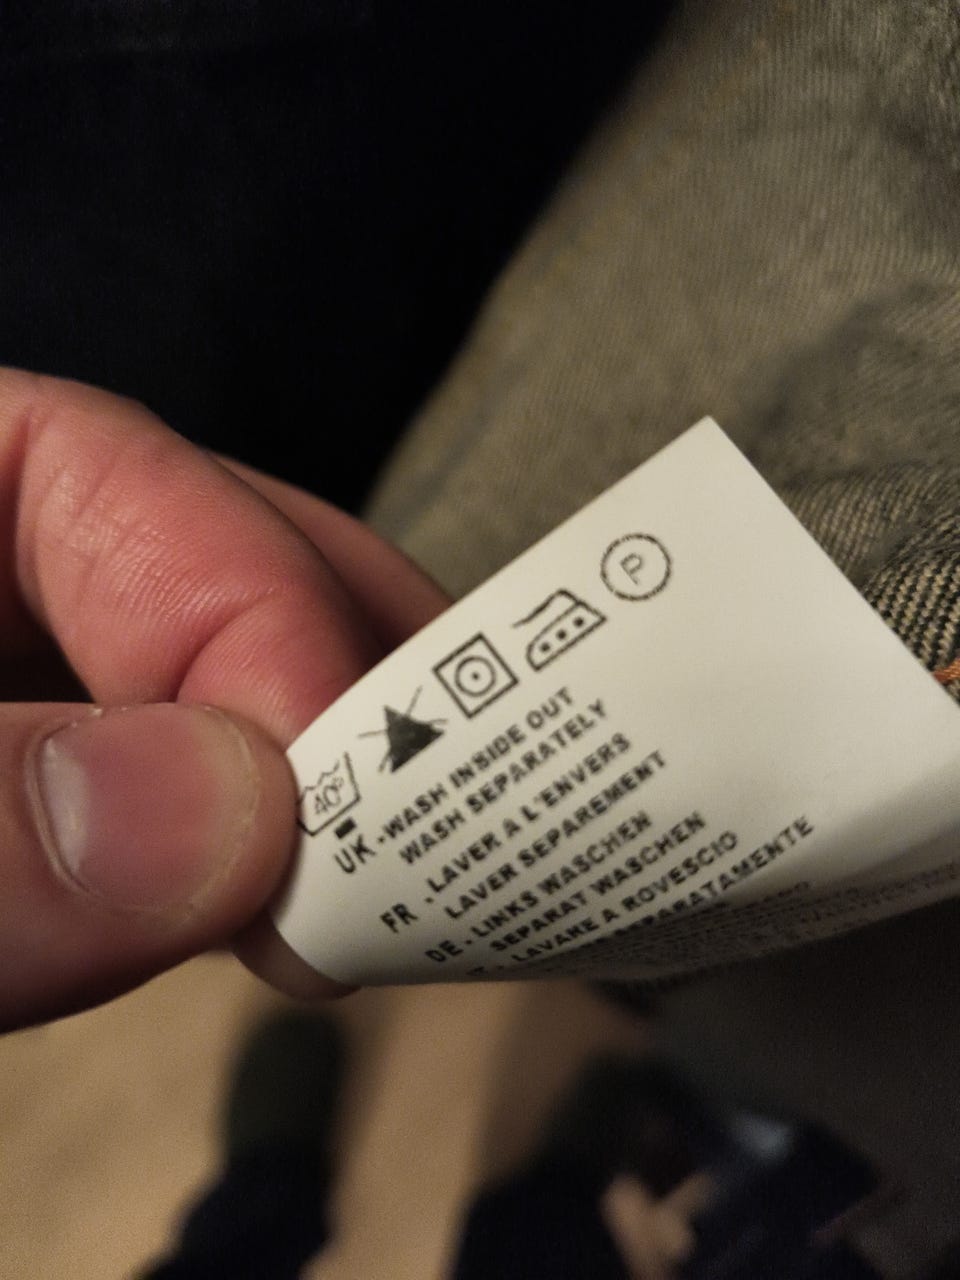 40°
P
UK - WASH INSIDE OUT
WASH SEPARATELY
FR - LAVER A L'ENVERS
LAVER SEPAREMENT
DE - LINKS WASCHEN
SEPARAT WASCHEN
LAVARE A ROVESCIO
SEPARATAMENTE